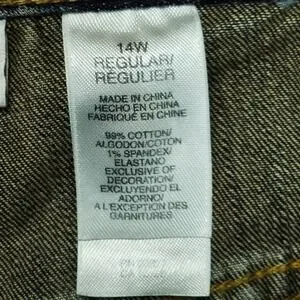 14W
REGULAR/
RÉGULIER
MADE IN CHINA
HECHO EN CHINA
FABRIQUÉ EN CHINE
99% COTTON/
ALGODON/COTON
1% SPANDEX/
ELASTANO
EXCLUSIVE OF
DECORATION/
EXCLUYENDO EL
ADORNO/
A L'EXCEPTION DES
GARNITURES